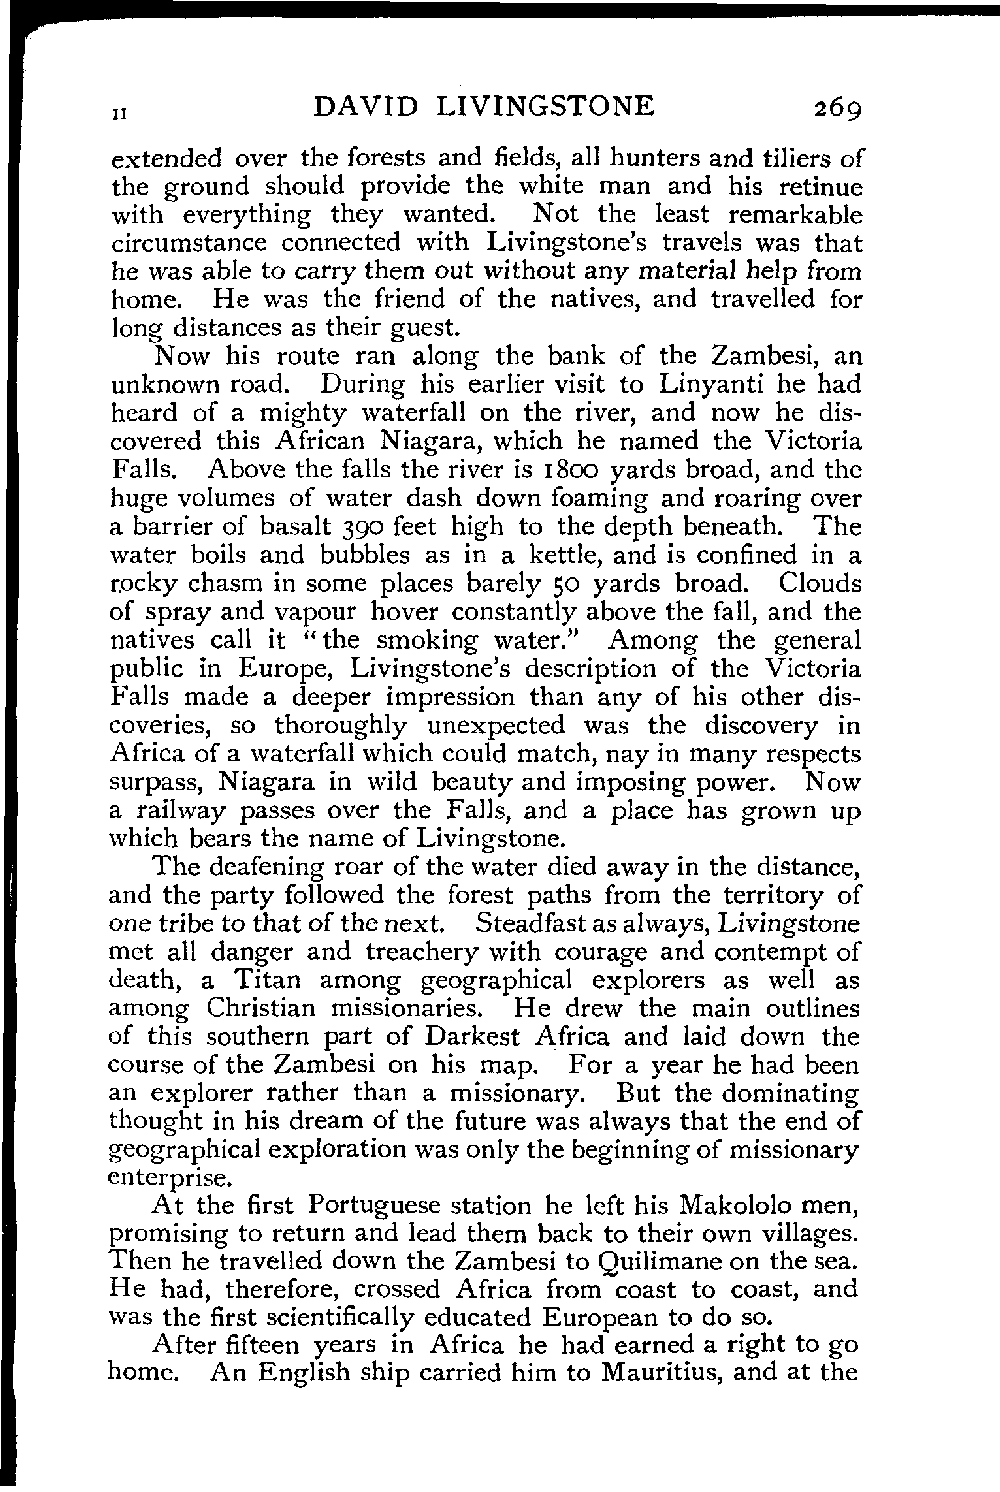 II DAVID LIVINGSTONE 269
extended over the forests and fields, all hunters and tillers of
the ground should provide the white man and his retinue
with everything they wanted. Not the least remarkable
circumstance connected with Livingstone's travels was that
he was able to carry them out without any material help from
home. He was the friend of the natives, and travelled for
long distances as their guest.
Now his route ran along the bank of the Zambesi, an
unknown road. During his earlier visit to Linyanti he had
heard of a mighty waterfall on the river, and now he dis-
covered this African Niagara, which he named the Victoria
Falls. Above the falls the river is 1800 yards broad, and the
huge volumes of water dash down foaming and roaring over
a barrier of basalt 390 feet high to the depth beneath. The
water boils and bubbles as in a kettle, and is confined in a
rocky chasm in some places barely 50 yards broad. Clouds
of spray and vapour hover constantly above the fall, and the
natives call it "the smoking water." Among the general
public in Europe, Livingstone's description of the Victoria
Falls made a deeper impression than any of his other dis-
coveries, so thoroughly unexpected was the discovery in
Africa of a waterfall which could match, nay in many respects
surpass, Niagara in wild beauty and imposing power. Now
a railway passes over the Falls, and a place has grown up
which bears the name of Livingstone.
The deafening roar of the water died away in the distance,
and the party followed the forest paths from the territory of
one tribe to that of the next. Steadfast as always, Livingstone
met all danger and treachery with courage and contempt of
death, a Titan among geographical explorers as well as
among Christian missionaries. He drew the main outlines
of this southern part of Darkest Africa and laid down the
course of the Zambesi on his map. For a year he had been
an explorer rather than a missionary. But the dominating
thought in his dream of the future was always that the end of
geographical exploration was only the beginning of missionary
enterprise.
At the first Portuguese station he left his Makololo men,
promising to return and lead them back to their own villages.
Then he travelled down the Zambesi to Quilimane on the sea.
He had, therefore, crossed Africa from coast to coast, and
was the first scientifically educated European to do so.
After fifteen years in Africa he had earned a right to go
home. An English ship carried him to Mauritius, and at the